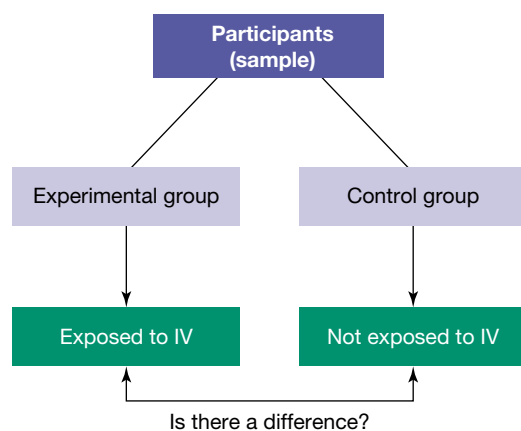 Participants
(sample)
Experimental group
Control group
Exposed to IV
Not exposed to IV
Is there a difference?